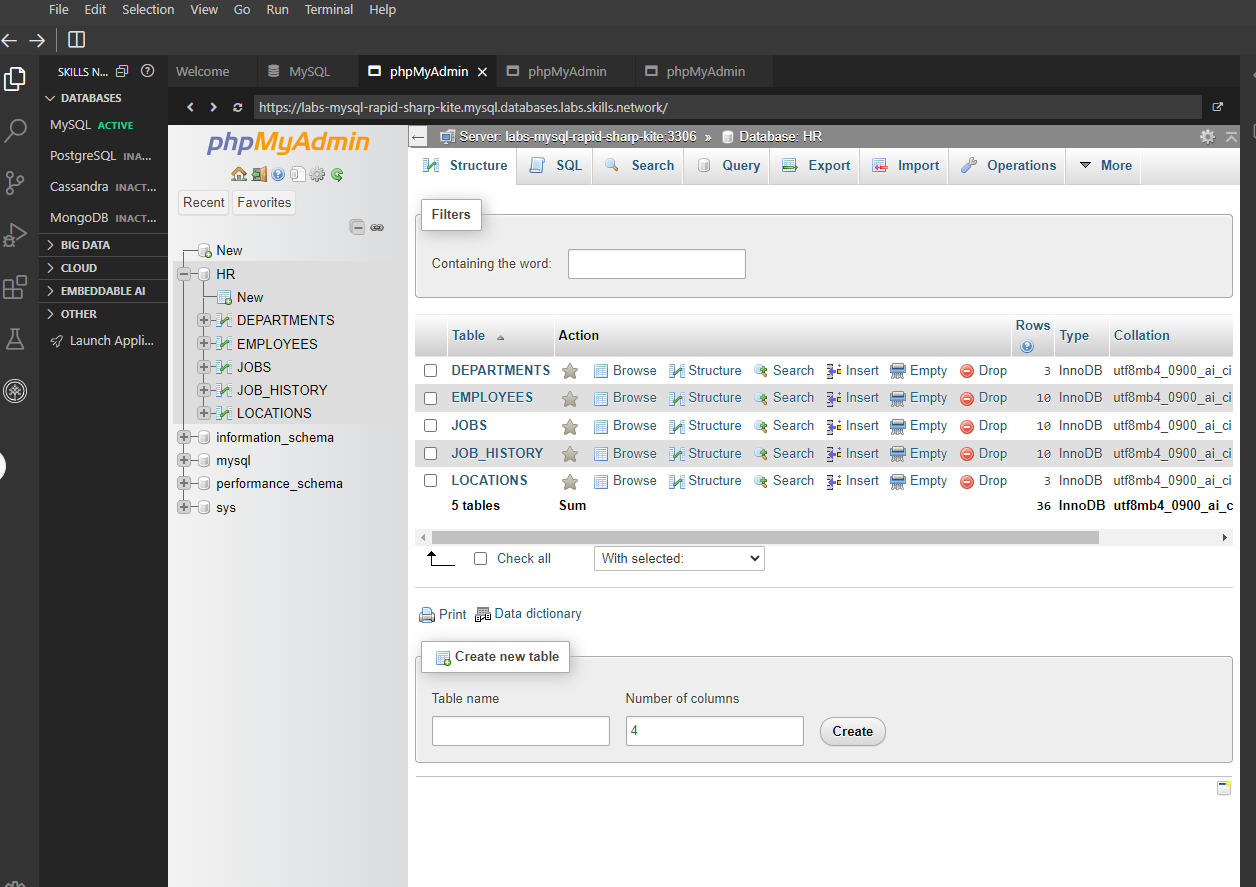 File Edit Selection View Go Run Terminal Help
SKILLS N...
Welcome MySQL phpMyAdmin phpMyAdmin phpMyAdmin
DATABASES
MySQL ACTIVE
PostgreSQL INA...
Cassandra INACT...
MongoDB INACT...
BIG DATA
CLOUD
EMBEDDABLE AI
OTHER
Launch Appli...
https://labs-mysql-rapid-sharp-kite.mysql.databases.labs.skills.network/
phpMyAdmin
Recent Favorites
New
HR
New
DEPARTMENTS
EMPLOYEES
JOBS
JOB_HISTORY
LOCATIONS
information_schema
mysql
performance_schema
sys
Server: labs-mysql-rapid-sharp-kite:3306 » Database: HR
Structure SQL Search Query Export Import Operations More
Filters
Containing the word:
Table Action Rows Type Collation
DEPARTMENTS Browse Structure Search Insert Empty Drop 3 InnoDB utf8mb4_0900_ai_ci
EMPLOYEES Browse Structure Search Insert Empty Drop 10 InnoDB utf8mb4_0900_ai_ci
JOBS Browse Structure Search Insert Empty Drop 10 InnoDB utf8mb4_0900_ai_ci
JOB_HISTORY Browse Structure Search Insert Empty Drop 10 InnoDB utf8mb4_0900_ai_ci
LOCATIONS Browse Structure Search Insert Empty Drop 3 InnoDB utf8mb4_0900_ai_ci
5 tables Sum 36 InnoDB utf8mb4_0900_ai_c
Check all With selected:
Print Data dictionary
Create new table
Table name Number of columns
4 Create